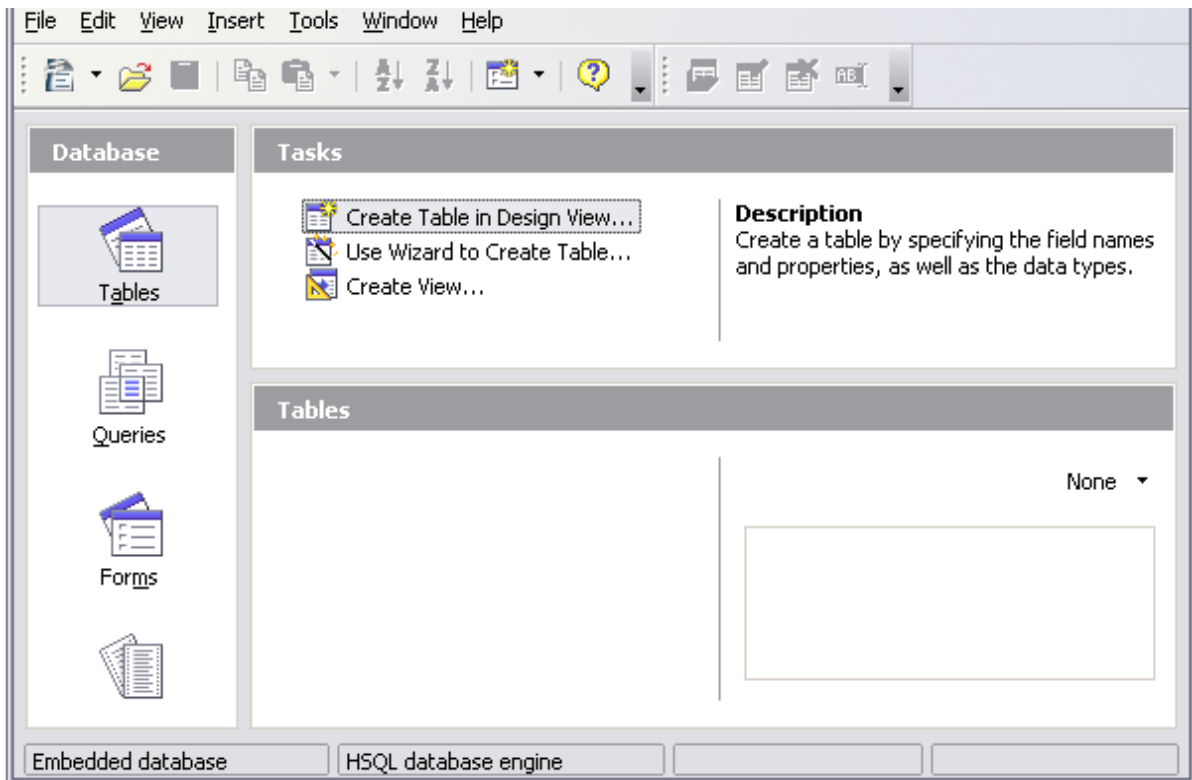 File Edit View Insert Tools Window Help
Database
Tables
Queries
Forms
Tasks
Create Table in Design View...
Use Wizard to Create Table...
Create View...
Description
Create a table by specifying the field names
and properties, as well as the data types.
Tables
None
Embedded database
HSQL database engine